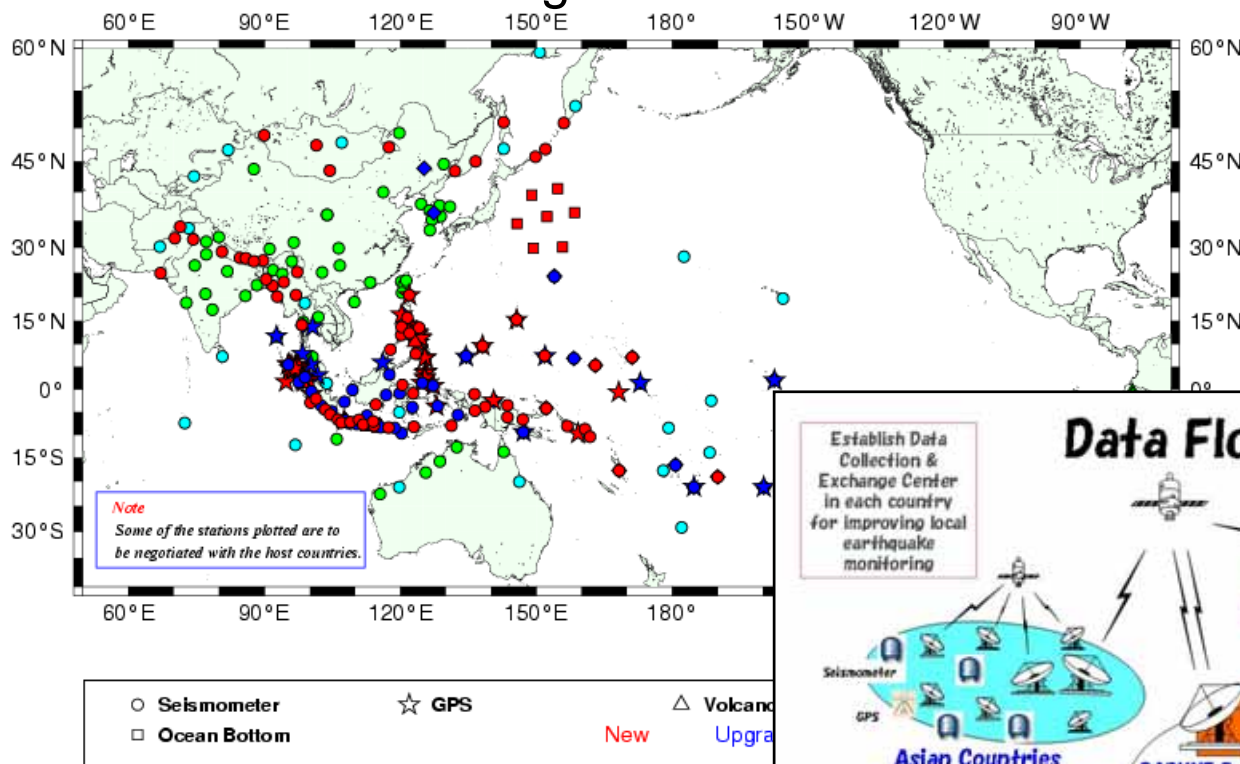 60°E 90°E 120°E 150°E 180° 150°W 120°W 90°W
60°N 60°N
45°N 45°N
30°N 30°N
15°N 15°N
0° 0°
15°S
30°S
60°E 90°E 120°E 150°E 180°
Note
Some of the stations plotted are to
be negotiated with the host countries.
Seismometer GPS Volcano
Ocean Bottom New Upgra
Data Flo
Establish Data
Collection &
Exchange Center
in each country
for improving local
earthquake
monitoring
Seismometer
GPS
Asian Countries